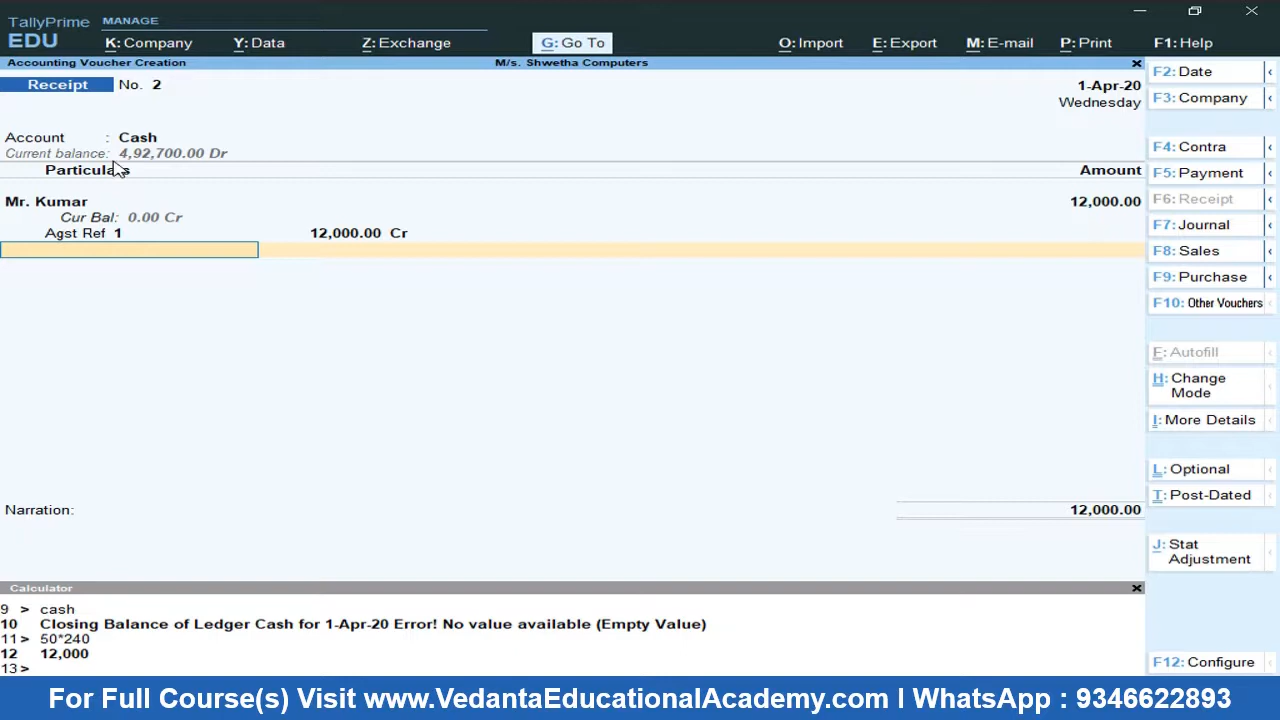 TallyPrime
EDU
MANAGE
K: Company Y: Data Z: Exchange G: Go To O: Import E: Export M: E-mail P: Print F1: Help
Accounting Voucher Creation M/s. Shwetha Computers
Receipt No. 2 1-Apr-20
Wednesday
Account : Cash
Current balance: 4,92,700.00 Dr
Particulars Amount
Mr. Kumar 12,000.00
Cur Bal: 0.00 Cr
Agst Ref 1 12,000.00 Cr
Narration: 12,000.00
F2: Date
F3: Company
F4: Contra
F5: Payment
F6: Receipt
F7: Journal
F8: Sales
F9: Purchase
F10: Other Vouchers
F: Autofill
H: Change
Mode
I: More Details
L: Optional
T: Post-Dated
J: Stat
Adjustment
F12: Configure
Calculator
9 > cash
10 Closing Balance of Ledger Cash for 1-Apr-20 Error! No value available (Empty Value)
11> 50*240
12 12,000
13>
For Full Course(s) Visit www.VedantaEducationalAcademy.com I WhatsApp : 9346622893